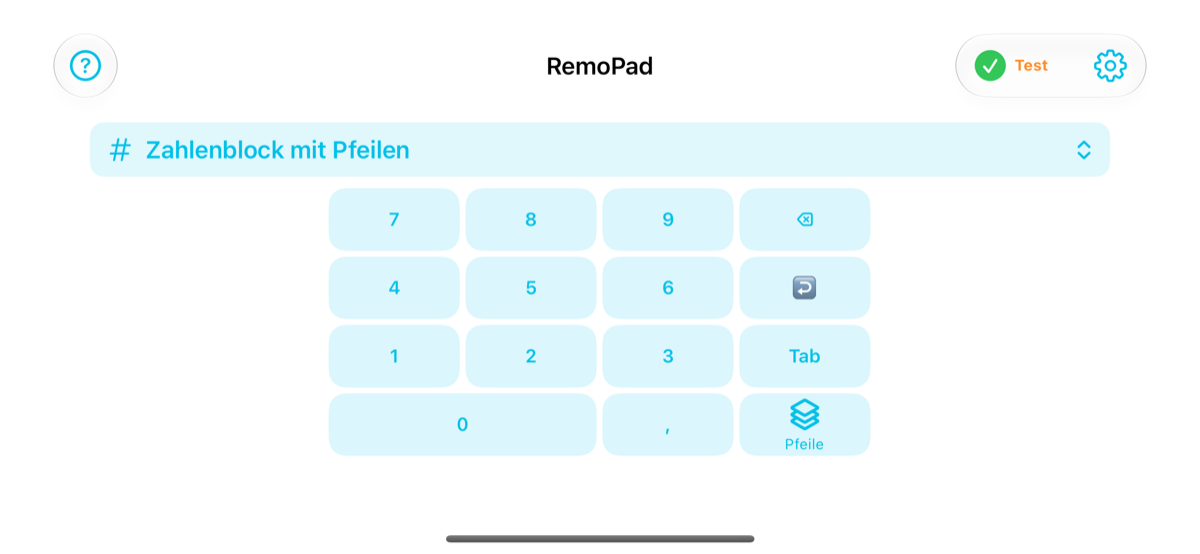 RemoPad
Test
# Zahlenblock mit Pfeilen
7 8 9
4 5 6
1 2 3 Tab
0 ,
Pfeile